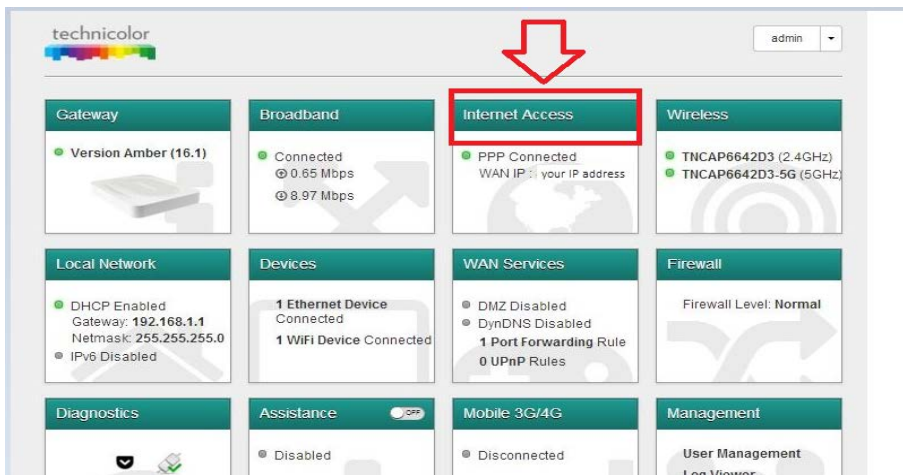 technicolor
admin
Gateway
Version Amber (16.1)
Broadband
Connected
0.65 Mbps
8.97 Mbps
Internet Access
PPP Connected
WAN IP : your IP address
Wireless
TNCAP6642D3 (2.4GHz)
TNCAP6642D3-5G (5GHz)
Local Network
DHCP Enabled
Gateway: 192.168.1.1
Netmask: 255.255.255.0
IPv6 Disabled
Devices
1 Ethernet Device
Connected
1 WiFi Device Connected
WAN Services
DMZ Disabled
DynDNS Disabled
1 Port Forwarding Rule
0 UPnP Rules
Firewall
Firewall Level: Normal
Diagnostics
Assistance OFF
Disabled
Mobile 3G/4G
Disconnected
Management
User Management
Log Viewer